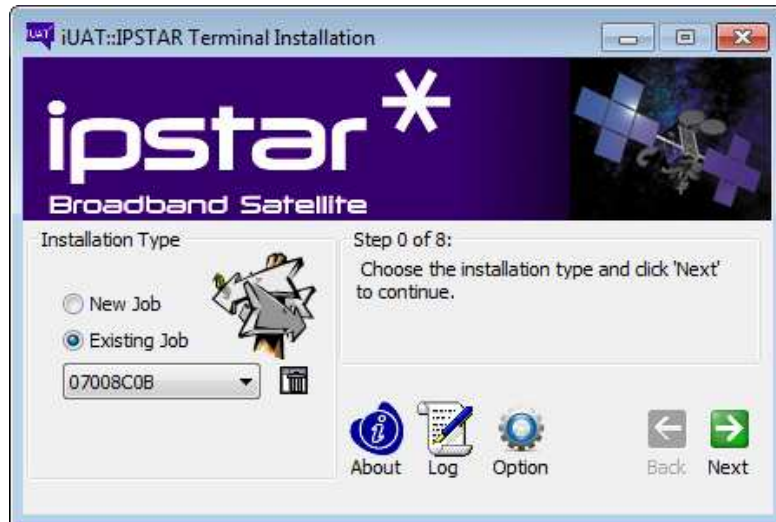 iUAT::IPSTAR Terminal Installation
ipstar*
Broadband Satellite
Installation Type
New Job
Existing Job
07008C0B
Step 0 of 8:
Choose the installation type and click 'Next'
to continue.
About Log Option Back Next